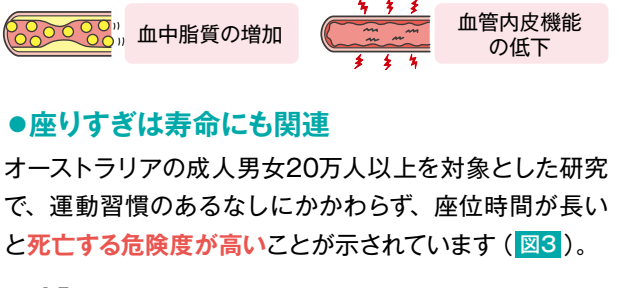 血中脂質の増加
血管内皮機能
の低下
●座りすぎは寿命にも関連
オーストラリアの成人男女20万人以上を対象とした研究
で、運動習慣のあるなしにかかわらず、座位時間が長い
と死亡する危険度が高いことが示されています（図3）。